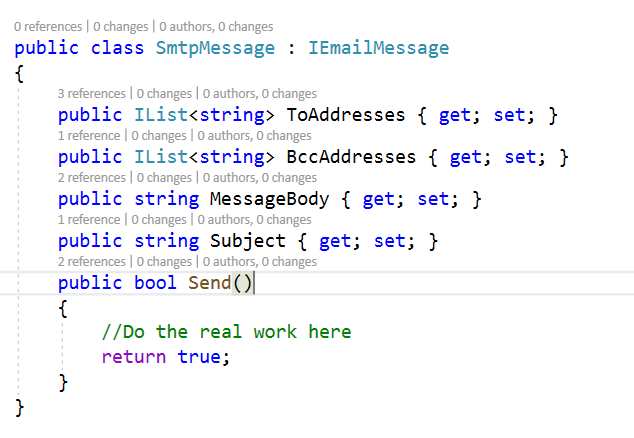 0 references | 0 changes | 0 authors, 0 changes
public class SmtpMessage : IEmailMessage
{
3 references | 0 changes | 0 authors, 0 changes
public IList<string> ToAddresses { get; set; }
1 reference | 0 changes | 0 authors, 0 changes
public IList<string> BccAddresses { get; set; }
2 references | 0 changes | 0 authors, 0 changes
public string MessageBody { get; set; }
1 reference | 0 changes | 0 authors, 0 changes
public string Subject { get; set; }
2 references | 0 changes | 0 authors, 0 changes
public bool Send()
{
//Do the real work here
return true;
}
}